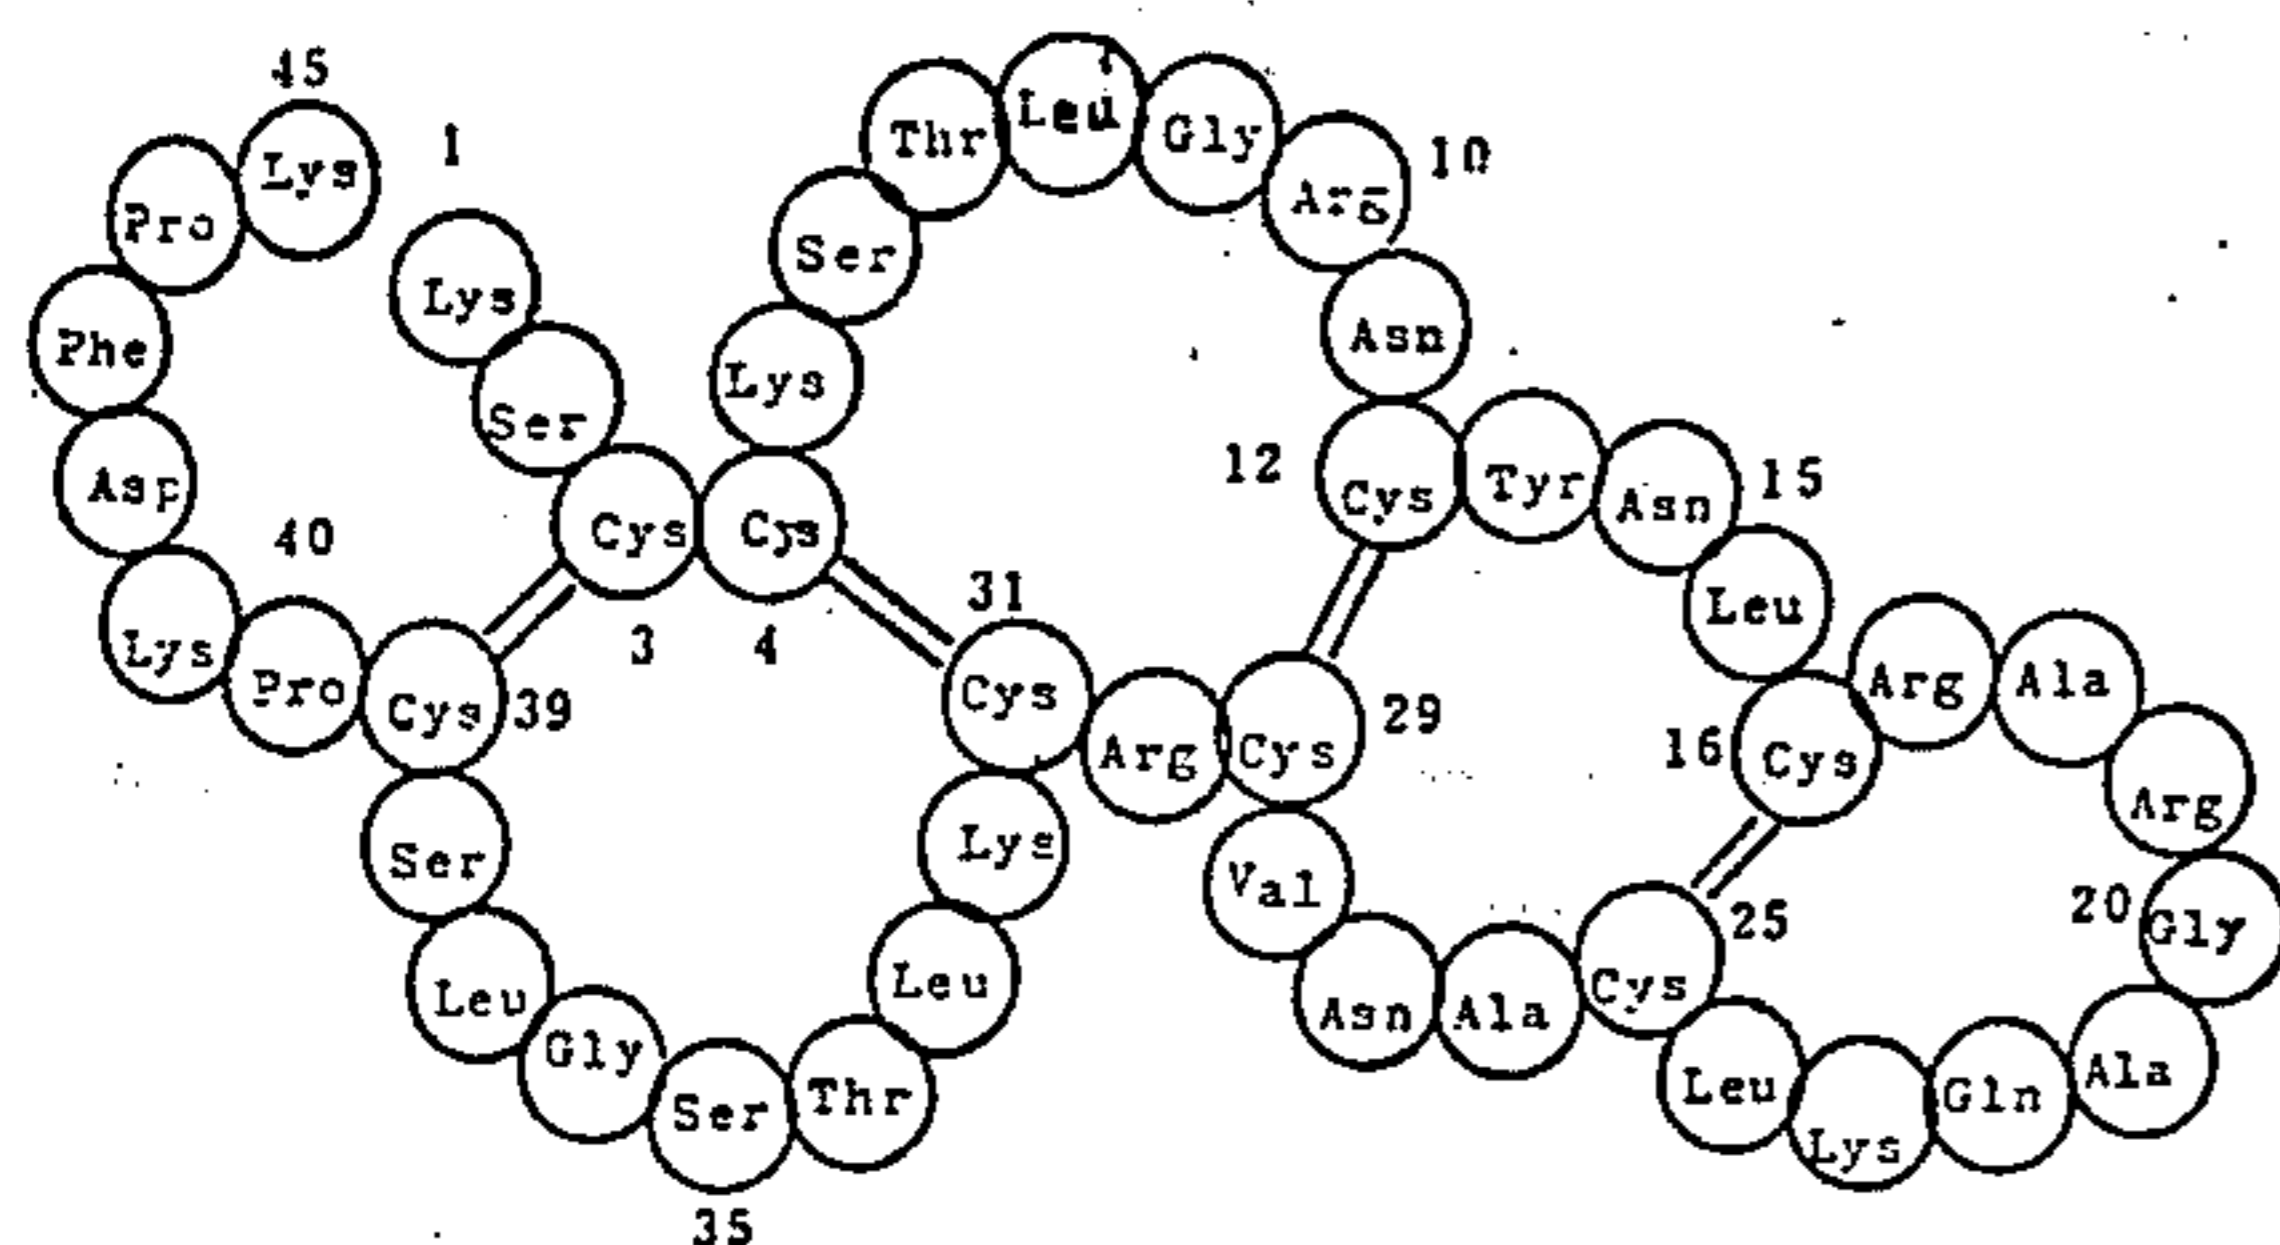 1
Lys
Ser
Cys
3
Cys
4
Lys
Ser
Thr
Leu
Gly
Arg
10
Asn
Cys
12
Tyr
Asn
Leu
15
Cys
16
Arg
Ala
Arg
Gly
20
Ala
Gln
Lys
Leu
Cys
25
Ala
Asn
Val
Cys
29
Arg
Cys
31
Lys
Leu
Thr
Ser
35
Gly
Leu
Ser
Cys
39
Pro
40
Lys
Asp
Phe
Pro
Lys
45